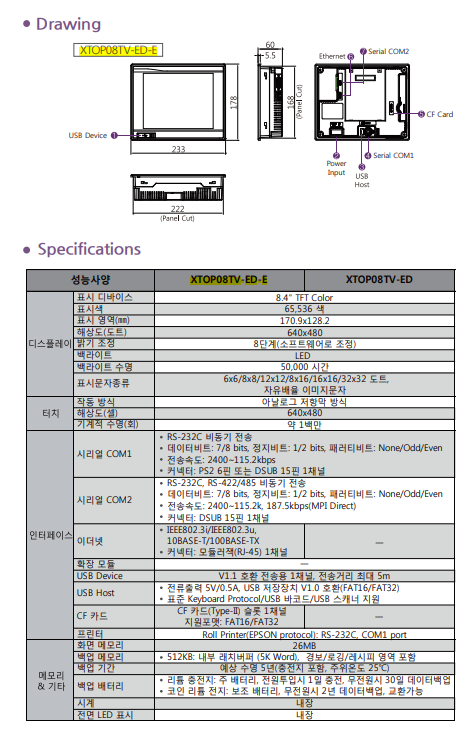 • Drawing
XTOP08TV-ED-E
60
5.5
Ethernet ⑥
⑦ Serial COM2
178
168
(Panel Cut)
⑤ CF Card
USB Device ①
233
② Power Input
③ USB Host
④ Serial COM1
222
(Panel Cut)
• Specifications
성능사양 XTOP08TV-ED-E XTOP08TV-ED
디스플레이
표시 디바이스 8.4" TFT Color
표시색 65,536 색
표시 영역(㎜) 170.9x128.2
해상도(도트) 640x480
밝기 조정 8단계(소프트웨어로 조정)
백라이트 LED
백라이트 수명 50,000 시간
표시문자종류 6x6/8x8/12x12/8x16/16x16/32x32 도트,
자유배율 이미지문자
터치
작동 방식 아날로그 저항막 방식
해상도(셀) 640x480
기계적 수명(회) 약 1백만
인터페이스
시리얼 COM1
• RS-232C 비동기 전송
• 데이터비트: 7/8 bits, 정지비트: 1/2 bits, 패러티비트: None/Odd/Even
• 전송속도: 2400~115.2kbps
• 커넥터: PS2 6핀 또는 DSUB 15핀 1채널
시리얼 COM2
• RS-232C, RS-422/485 비동기 전송
• 데이터비트: 7/8 bits, 정지비트: 1/2 bits, 패러티비트: None/Odd/Even
• 전송속도: 2400~115.2k, 187.5kbps(MPI Direct)
• 커넥터: DSUB 15핀 1채널
이더넷
• IEEE802.3i/IEEE802.3u,
10BASE-T/100BASE-TX
• 커넥터: 모듈러잭(RJ-45) 1채널
—
확장 모듈 —
USB Device V1.1 호환 전송용 1채널, 전송거리 최대 5m
USB Host
• 전류출력 5V/0.5A, USB 저장장치 V1.0 호환(FAT16/FAT32)
• 표준 Keyboard Protocol/USB 바코드/USB 스캐너 지원
CF 카드
CF 카드(Type-Ⅱ) 슬롯 1채널
지원포맷: FAT16/FAT32
—
프린터 Roll Printer(EPSON protocol): RS-232C, COM1 port
메모리
& 기타
화면 메모리 26MB
백업 메모리 • 512KB: 내부 래치버퍼 (5K Word), 경보/로깅/레시피 영역 포함
백업 기간 예상 수명 5년(충전지 포함, 주위온도 25℃)
백업 배터리
• 리튬 충전지: 주 배터리, 전원투입시 1일 충전, 무전원시 30일 데이터백업
• 코인 리튬 전지: 보조 배터리, 무전원시 2년 데이터백업, 교환가능
시계 내장
전면 LED 표시 내장